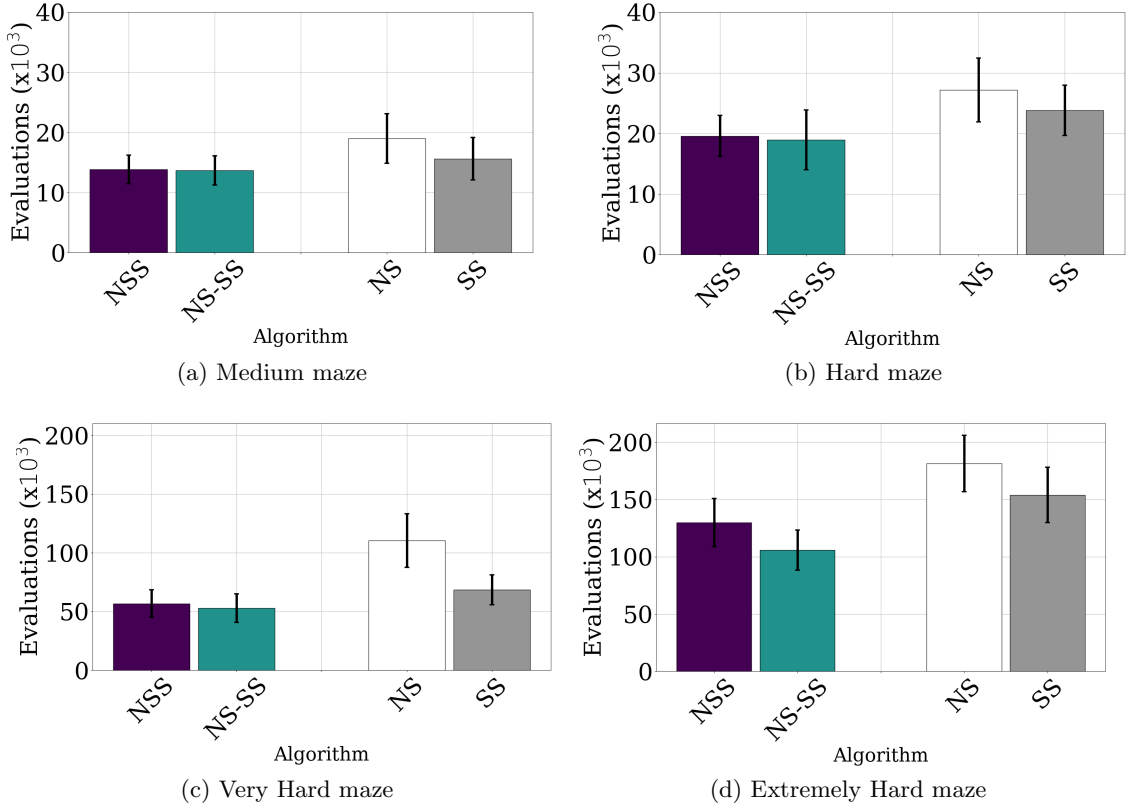 Evaluations (x10³)
40
30
20
10
0
NSS
NS-SS
NS
SS
Algorithm
(a) Medium maze
Evaluations (x10³)
40
30
20
10
0
NSS
NS-SS
NS
SS
Algorithm
(b) Hard maze
Evaluations (x10³)
200
150
100
50
0
NSS
NS-SS
NS
SS
Algorithm
(c) Very Hard maze
Evaluations (x10³)
200
150
100
50
0
NSS
NS-SS
NS
SS
Algorithm
(d) Extremely Hard maze